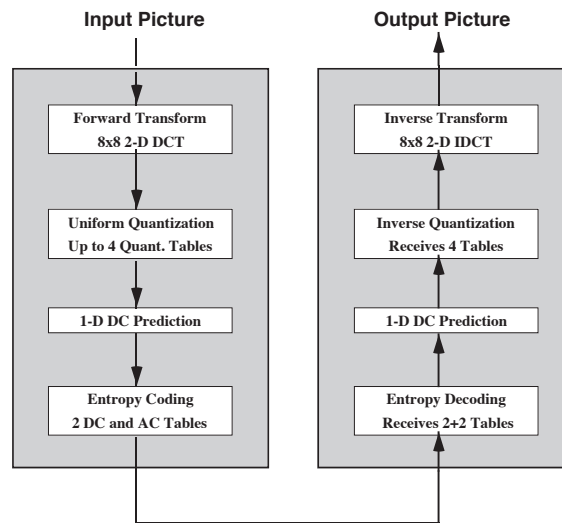 Input Picture
Forward Transform
8x8 2-D DCT
Uniform Quantization
Up to 4 Quant. Tables
1-D DC Prediction
Entropy Coding
2 DC and AC Tables
Output Picture
Inverse Transform
8x8 2-D IDCT
Inverse Quantization
Receives 4 Tables
1-D DC Prediction
Entropy Decoding
Receives 2+2 Tables